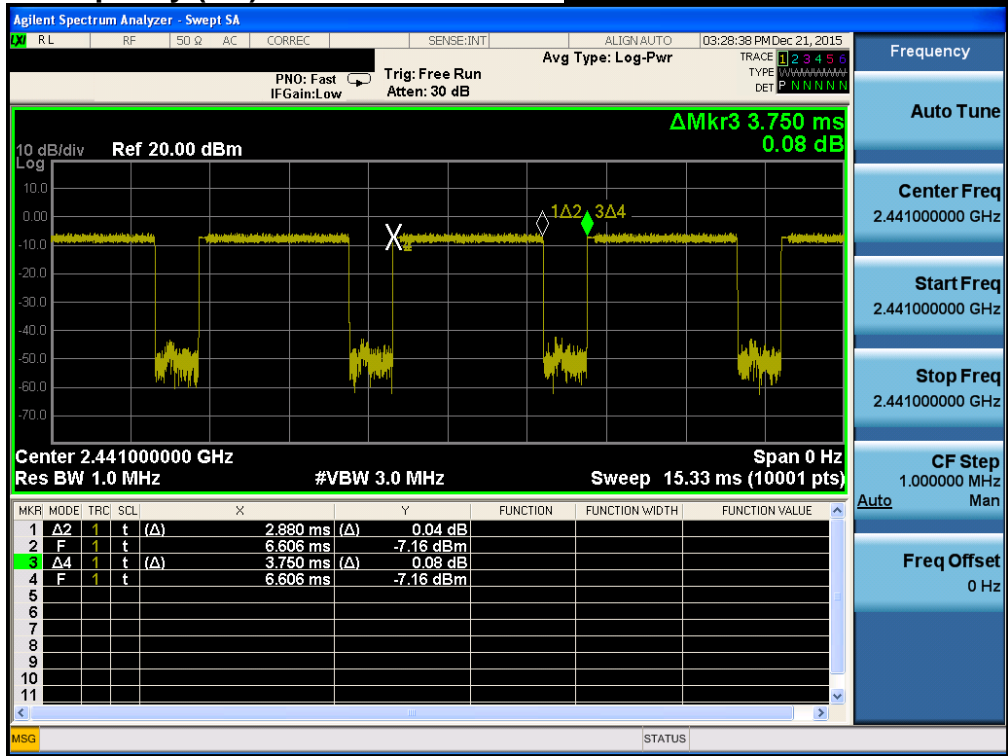 Agilent Spectrum Analyzer - Swept SA
LXI RL RF 50 Ω AC CORREC SENSE:INT ALIGNAUTO 03:28:38 PM Dec 21, 2015
Frequency
Avg Type: Log-Pwr TRACE 1 2 3 4 5 6
PNO: Fast Trig: Free Run TYPE
IFGain:Low Atten: 30 dB DET P N N N N N
Auto Tune
ΔMkr3 3.750 ms
10 dB/div Ref 20.00 dBm 0.08 dB
Log
10.0
0.00
-10.0
-20.0
-30.0
-40.0
-50.0
-60.0
-70.0
1Δ2 3Δ4
X
Center Freq
2.441000000 GHz
Start Freq
2.441000000 GHz
Stop Freq
2.441000000 GHz
Center 2.441000000 GHz Span 0 Hz
Res BW 1.0 MHz #VBW 3.0 MHz Sweep 15.33 ms (10001 pts)
CF Step
1.000000 MHz
Auto Man
MKR MODE TRC SCL X Y FUNCTION FUNCTION WIDTH FUNCTION VALUE
1 Δ2 1 t (Δ) 2.880 ms (Δ) 0.04 dB
2 F 1 t 6.606 ms -7.16 dBm
3 Δ4 1 t (Δ) 3.750 ms (Δ) 0.08 dB
4 F 1 t 6.606 ms -7.16 dBm
5
6
7
8
9
10
11
Freq Offset
0 Hz
MSG STATUS